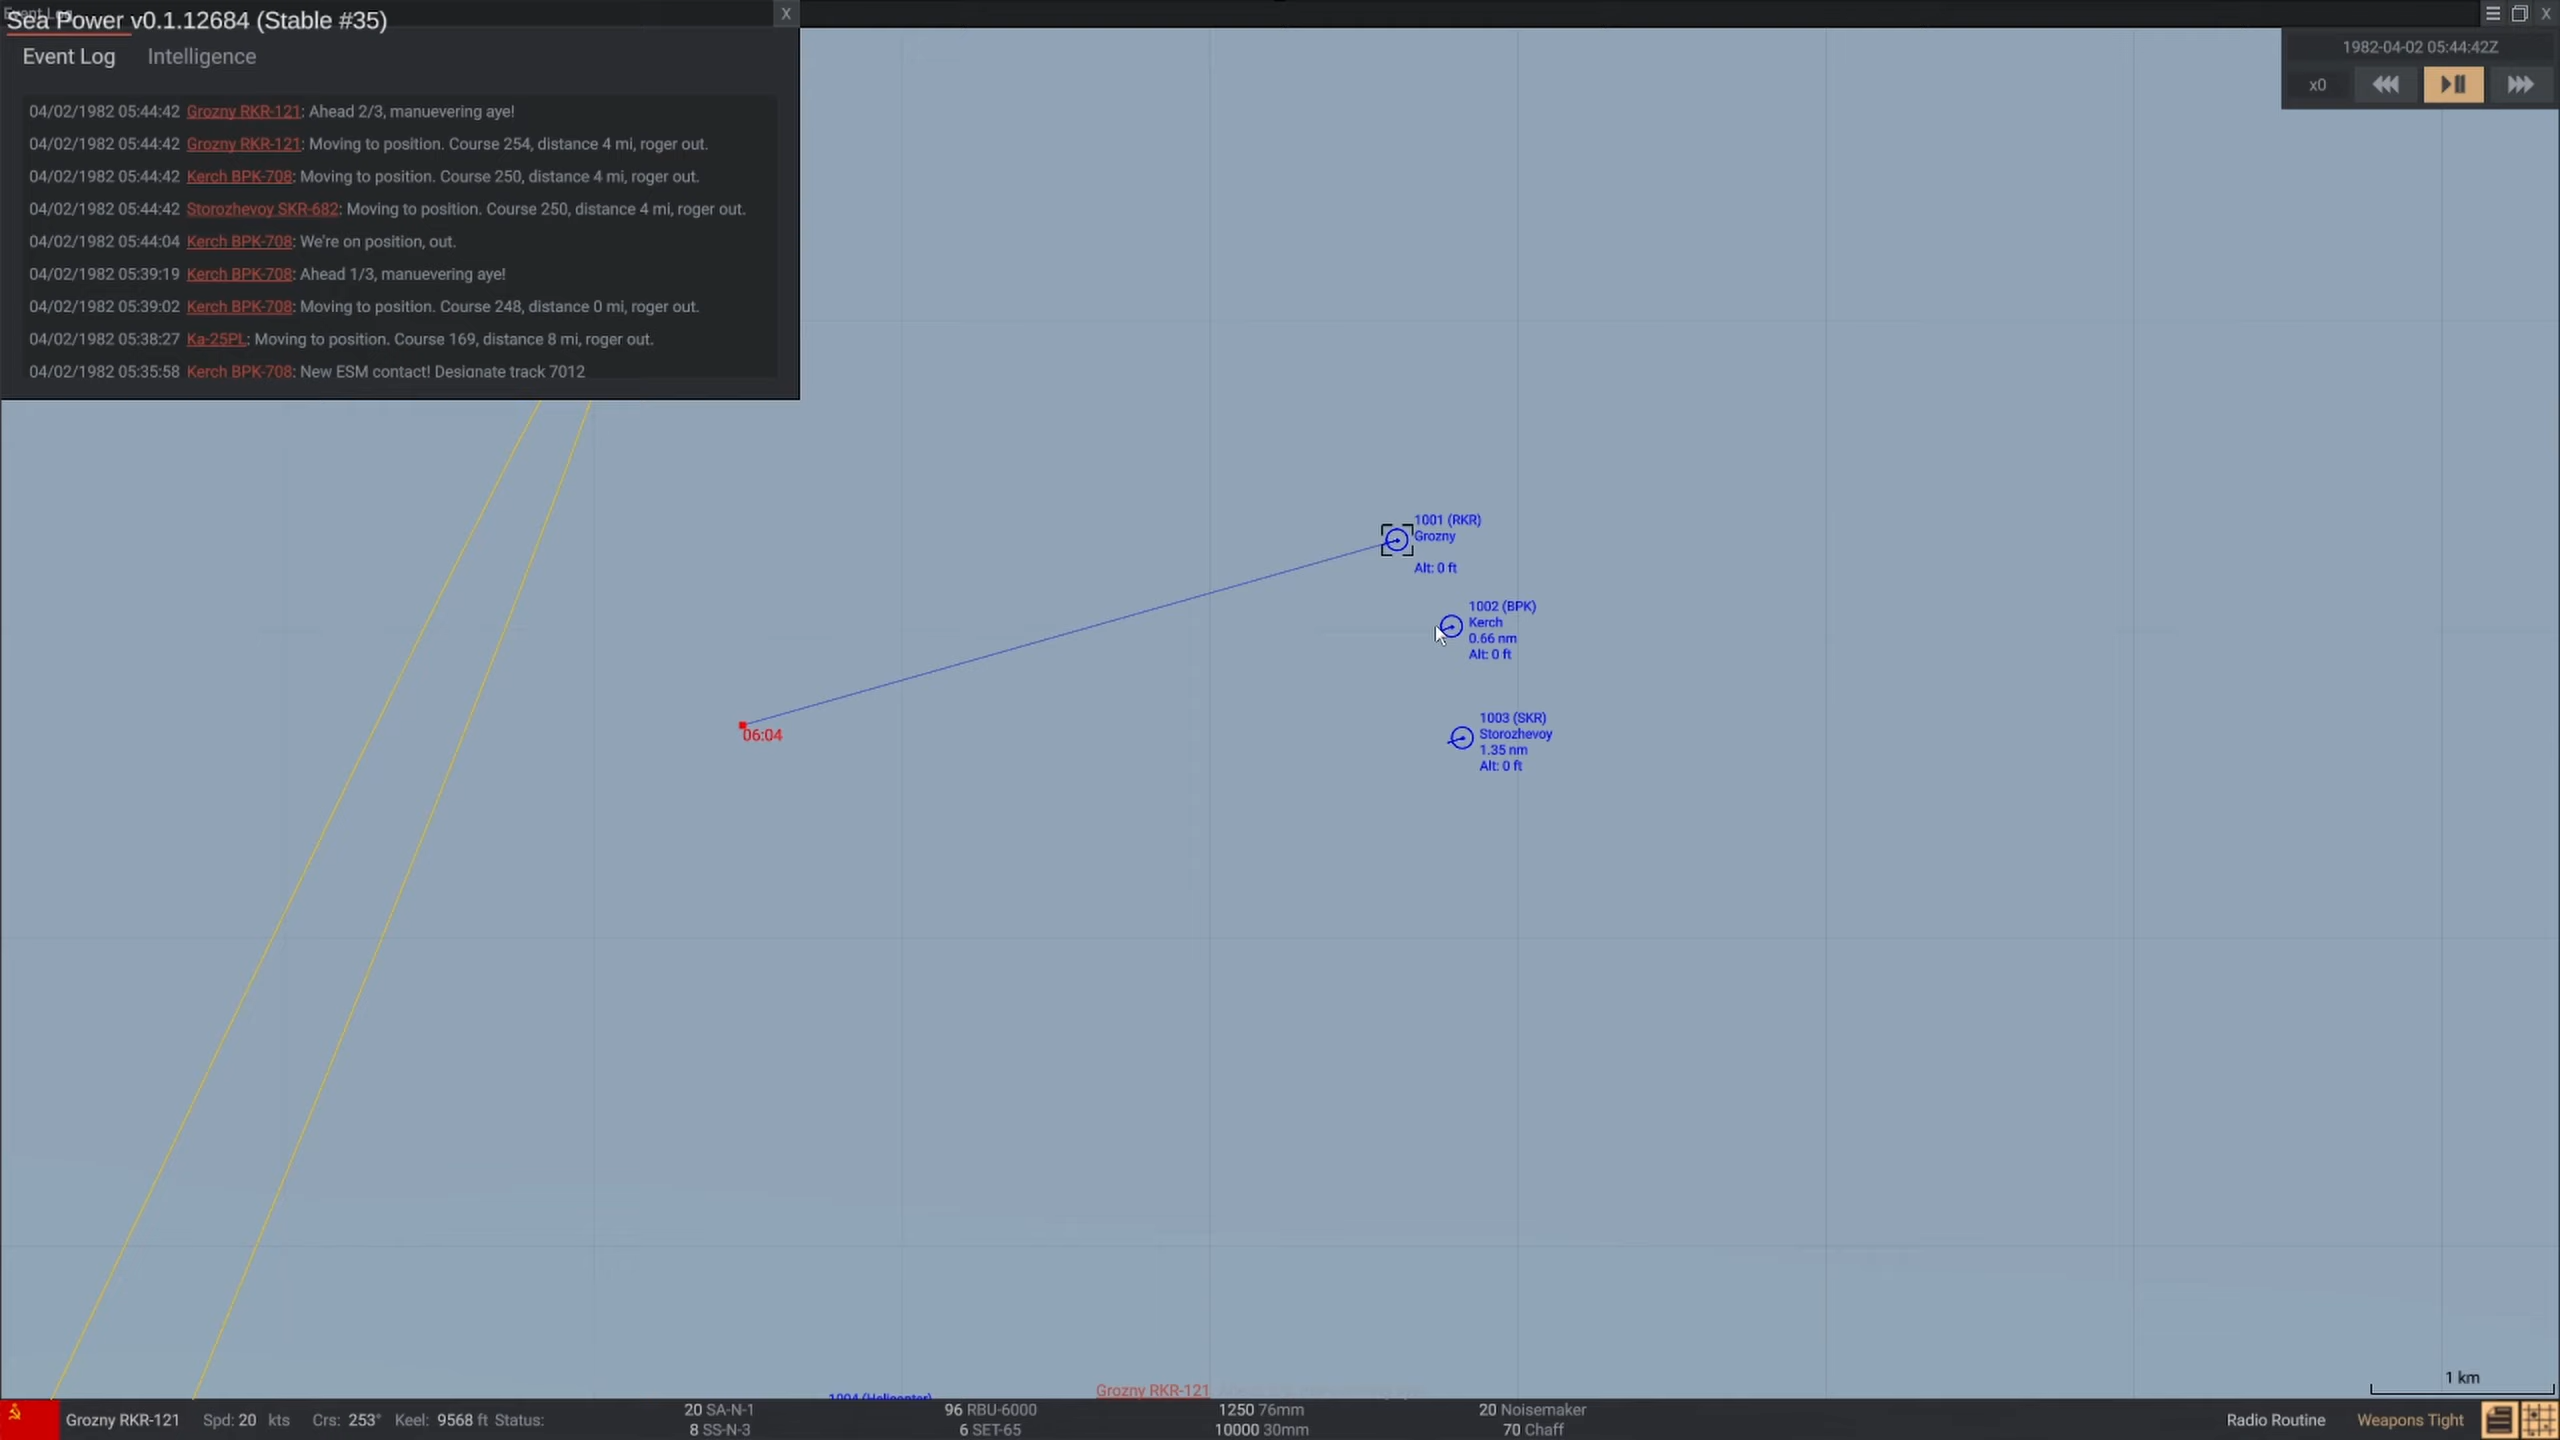 Sea Power v0.1.12684 (Stable #35)
X
Event Log Intelligence
04/02/1982 05:44:42 Grozny RKR-121: Ahead 2/3, manuevering aye!
04/02/1982 05:44:42 Grozny RKR-121: Moving to position. Course 254, distance 4 mi, roger out.
04/02/1982 05:44:42 Kerch BPK-708: Moving to position. Course 250, distance 4 mi, roger out.
04/02/1982 05:44:42 Storozhevoy SKR-682: Moving to position. Course 250, distance 4 mi, roger out.
04/02/1982 05:44:04 Kerch BPK-708: We're on position, out.
04/02/1982 05:39:19 Kerch BPK-708: Ahead 1/3, manuevering aye!
04/02/1982 05:39:02 Kerch BPK-708: Moving to position. Course 248, distance 0 mi, roger out.
04/02/1982 05:38:27 Ka-25PL: Moving to position. Course 169, distance 8 mi, roger out.
04/02/1982 05:35:58 Kerch BPK-708: New ESM contact! Designate track 7012
X
1982-04-02 05:44:42Z
x0
1001 (RKR)
Grozny
Alt: 0 ft
1002 (BPK)
Kerch
0.66 nm
Alt: 0 ft
1003 (SKR)
Storozhevoy
1.35 nm
Alt: 0 ft
06:04
1 km
1004 (Helicopter)
Grozny RKR-121
Grozny RKR-121 Spd: 20 kts Crs: 253° Keel: 9568 ft Status:
20 SA-N-1
8 SS-N-3
96 RBU-6000
6 SET-65
1250 76mm
10000 30mm
20 Noisemaker
70 Chaff
Radio Routine Weapons Tight